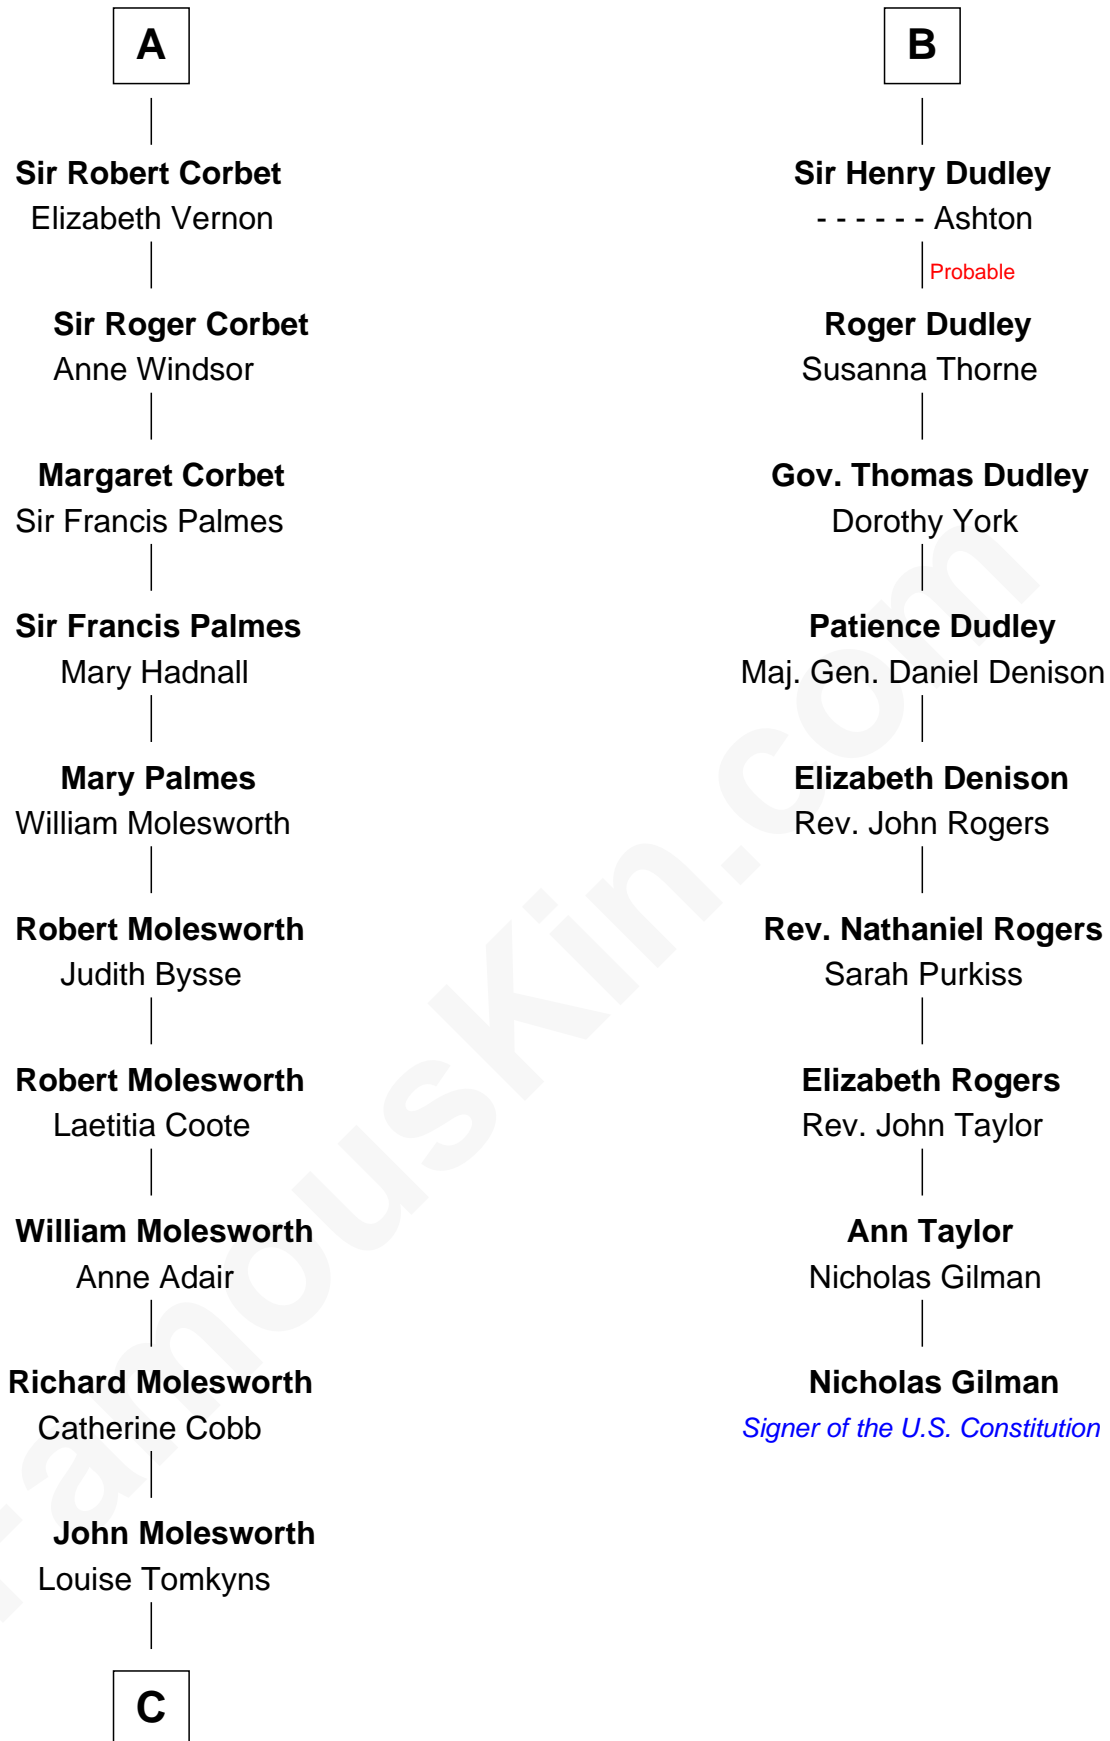 A
Sir Robert Corbet
Elizabeth Vernon
Sir Roger Corbet
Anne Windsor
Margaret Corbet
Sir Francis Palmes
Sir Francis Palmes
Mary Hadnall
Mary Palmes
William Molesworth
Robert Molesworth
Judith Bysse
Robert Molesworth
Laetitia Coote
William Molesworth
Anne Adair
Richard Molesworth
Catherine Cobb
John Molesworth
Louise Tomkyns
C
B
Sir Henry Dudley
- - - - - - Ashton
Probable
Roger Dudley
Susanna Thorne
Gov. Thomas Dudley
Dorothy York
Patience Dudley
Maj. Gen. Daniel Denison
Elizabeth Denison
Rev. John Rogers
Rev. Nathaniel Rogers
Sarah Purkiss
Elizabeth Rogers
Rev. John Taylor
Ann Taylor
Nicholas Gilman
Nicholas Gilman
Signer of the U.S. Constitution
FamousKin.com